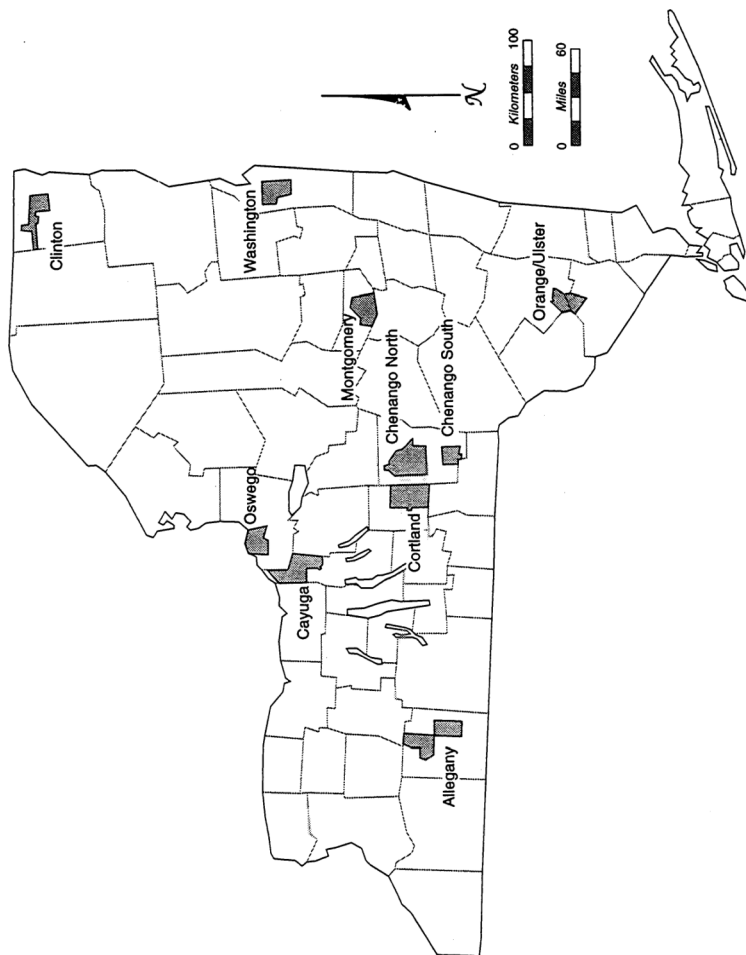 Clinton
Washington
Montgomery
Oswego
Chenango North
Chenango South
Cayuga
Cortland
Orange/Ulster
Allegany
N
0 Kilometers 100
0 Miles 60